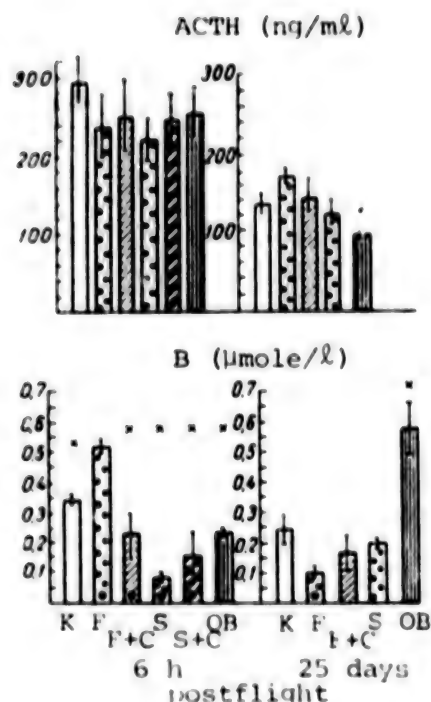 ACTH (ng/mℓ)
300 300
200 200
100 100
B (µmole/ℓ)
0,7 0,7
0,6 0,6
0,5 0,5
0,4 0,4
0,3 0,3
0,2 0,2
0,1 0,1
K F F+C S S+C OB K F F+C S OB
6 h 25 days
postflight